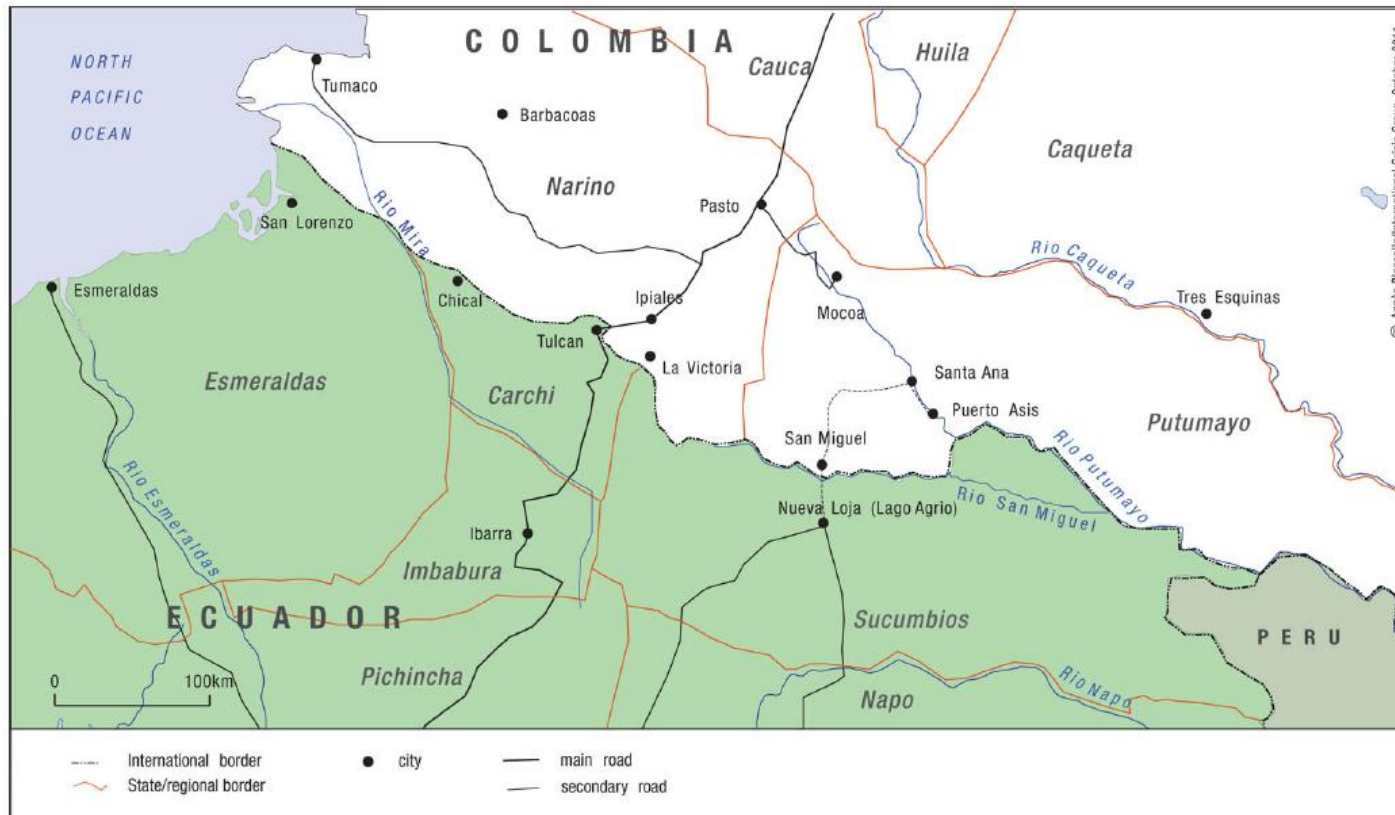 COLOMBIA
NORTH
PACIFIC
OCEAN
Tumaco
Barbacoas
Cauca
Huila
Caqueta
Narino
Pasto
Rio Mira
San Lorenzo
Rio Caqueta
Esmeraldas
Chical
Ipiales
Mocoa
Tres Esquinas
Tulcan
La Victoria
Santa Ana
Esmeraldas
Carchi
Puerto Asis
Putumayo
San Miguel
Rio Putumayo
Rio Esmeraldas
Nueva Loja (Lago Agrio)
Rio San Miguel
Ibarra
Imbabura
ECUADOR
Sucumbios
PERU
Pichincha
Napo
Rio Napo
0 100km
International border
city
main road
State/regional border
secondary road